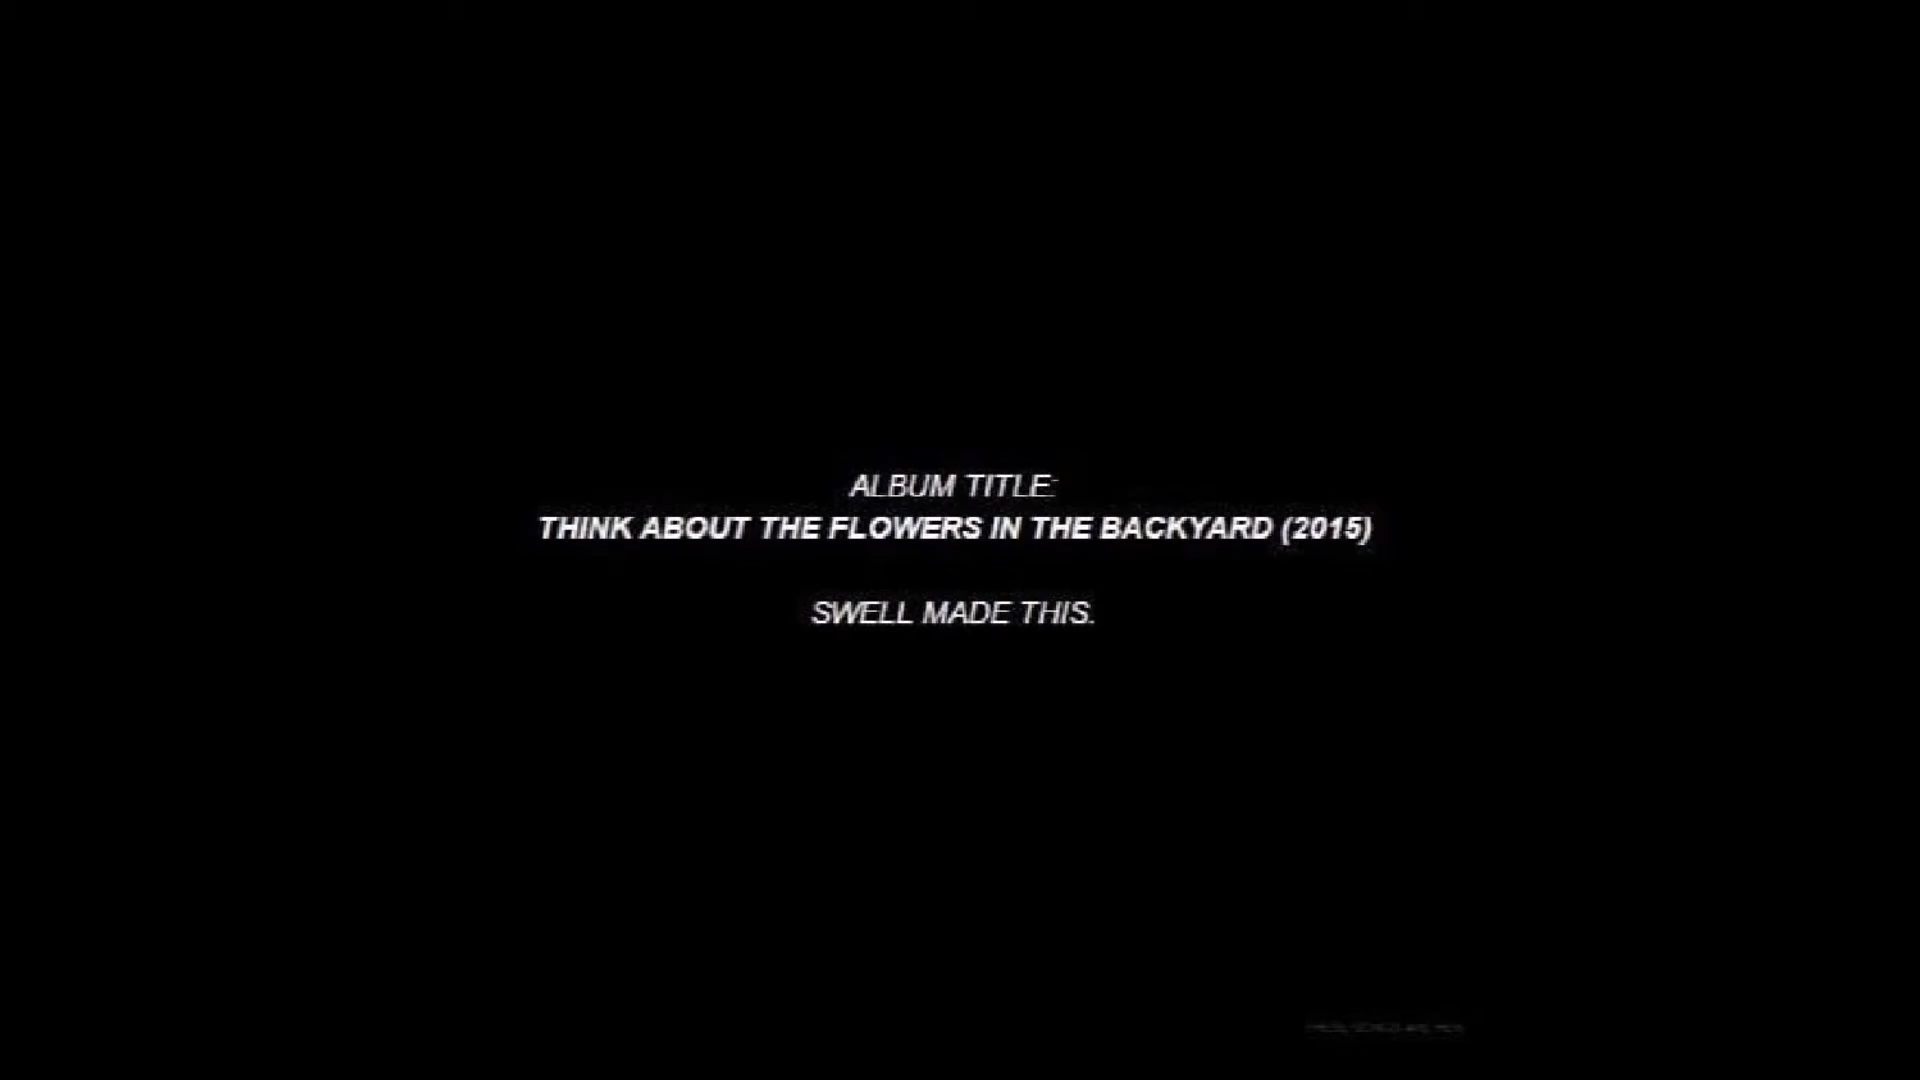 ALBUM TITLE:
THINK ABOUT THE FLOWERS IN THE BACKYARD (2015)
SWELL MADE THIS.